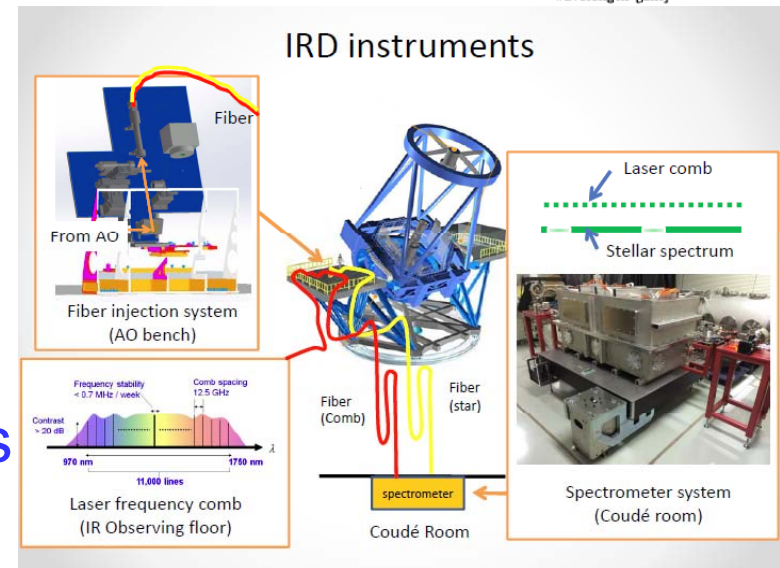 IRD instruments
Fiber
From AO
Fiber injection system
(AO bench)
Laser comb
Stellar spectrum
Frequency stability
< 0.7 MHz / week
Comb spacing
12.5 GHz
Contrast
> 20 dB
λ
970 nm
1750 nm
11,000 lines
Laser frequency comb
(IR Observing floor)
Fiber
(Comb)
Fiber
(star)
spectrometer
Coudé Room
Spectrometer system
(Coudé room)
s